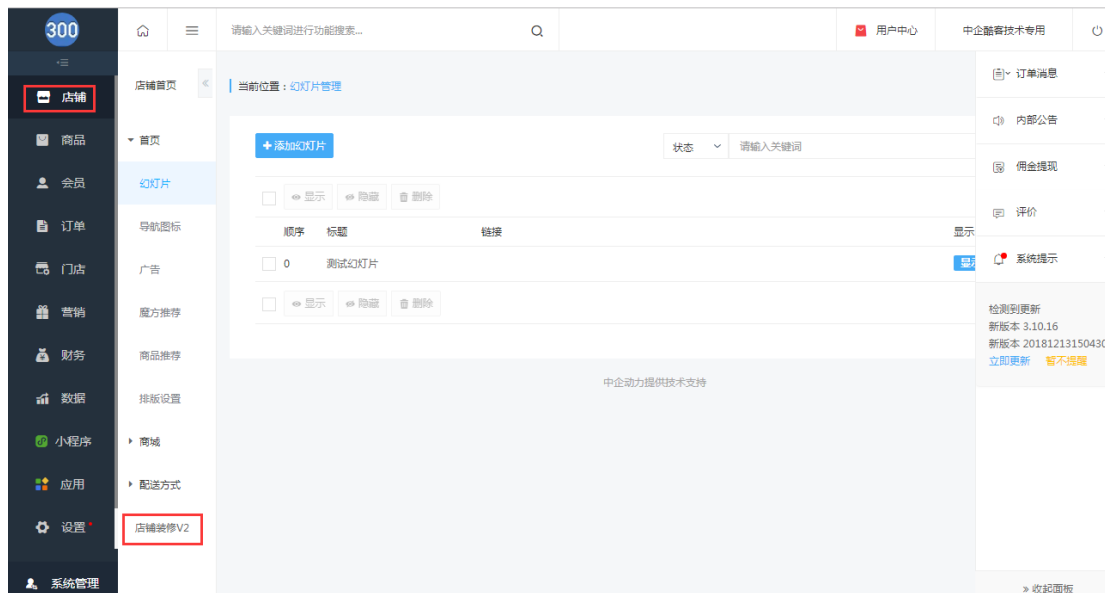 300
请输入关键词进行功能搜索...
用户中心
中企酷客技术专用
店铺
商品
会员
订单
门店
营销
财务
数据
小程序
应用
设置
系统管理
店铺首页
首页
幻灯片
导航图标
广告
魔方推荐
商品推荐
排版设置
商城
配送方式
店铺装修V2
当前位置：幻灯片管理
添加幻灯片
状态
请输入关键词
显示 隐藏 删除
顺序 标题 链接 显示
0 测试幻灯片 显示
显示 隐藏 删除
中企动力提供技术支持
订单消息
内部公告
佣金提现
评价
系统提示
检测到更新
新版本 3.10.16
新版本 20181213150430
立即更新 暂不提醒
» 收起面板